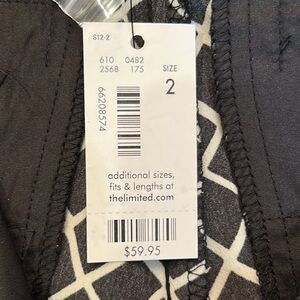 S12-2
610 0482
2568 175
SIZE
2
66208574
additional sizes,
fits & lengths at
thelimited.com
$59.95